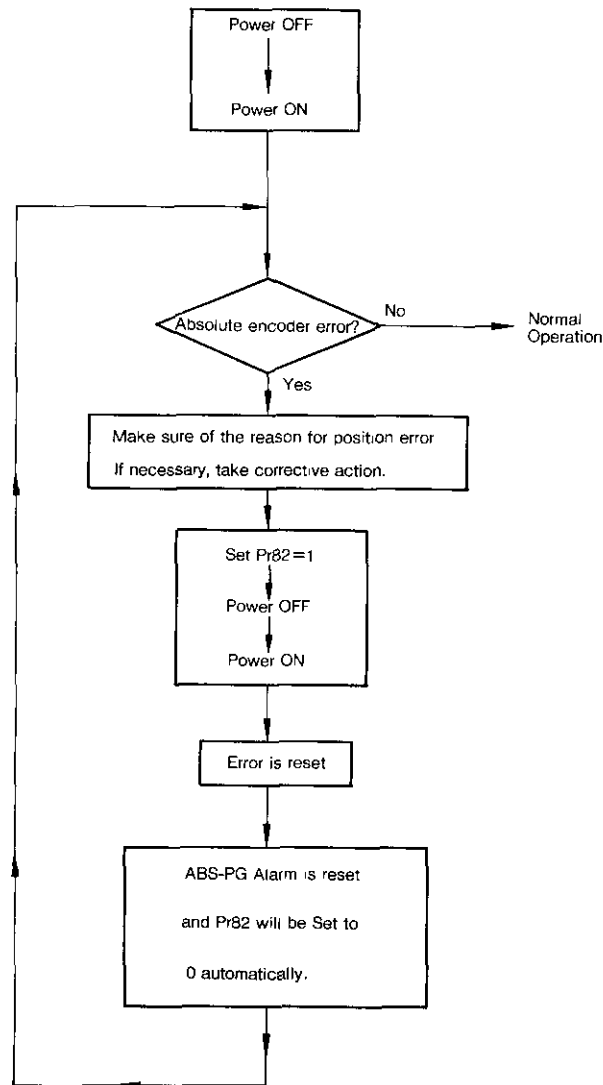 Power OFF
Power ON
Absolute encoder error?
No
Normal
Operation
Yes
Make sure of the reason for position error
If necessary, take corrective action.
Set Pr82=1
Power OFF
Power ON
Error is reset
ABS-PG Alarm is reset
and Pr82 will be Set to
0 automatically.